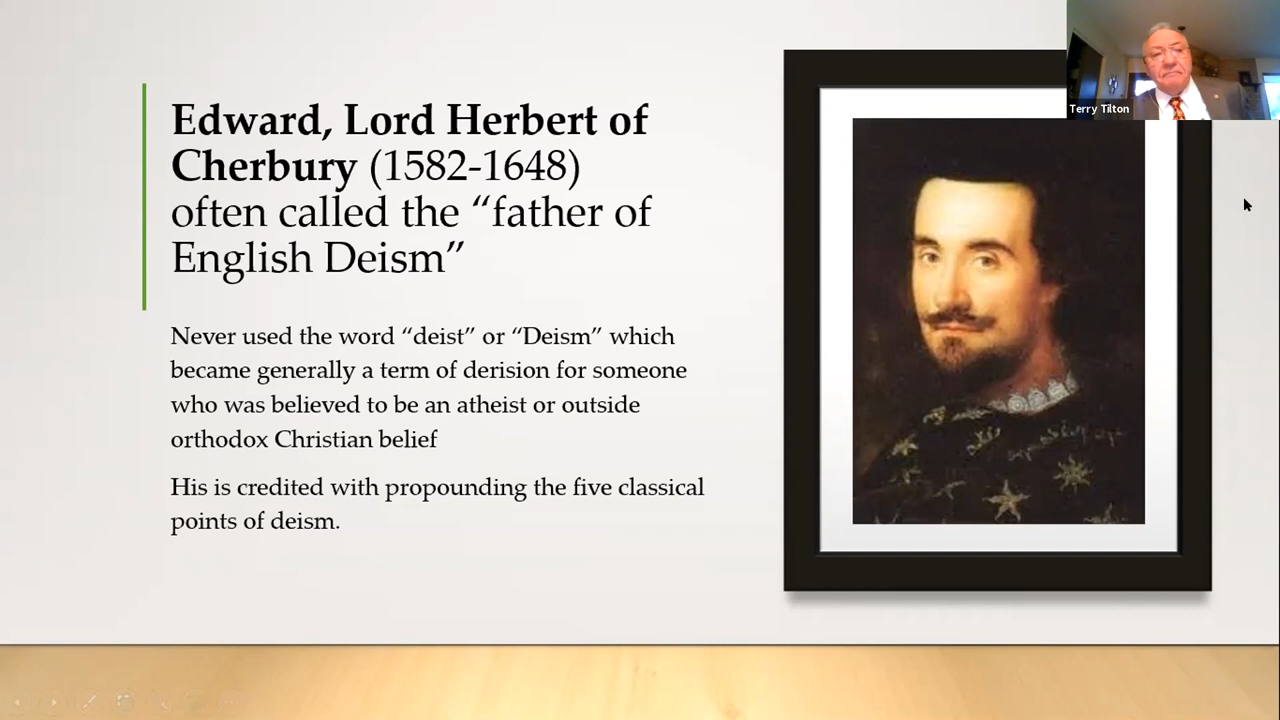 Edward, Lord Herbert of
Cherbury (1582-1648)
often called the “father of
English Deism”
Never used the word “deist” or “Deism” which
became generally a term of derision for someone
who was believed to be an atheist or outside
orthodox Christian belief
His is credited with propounding the five classical
points of deism.
Terry Tilton